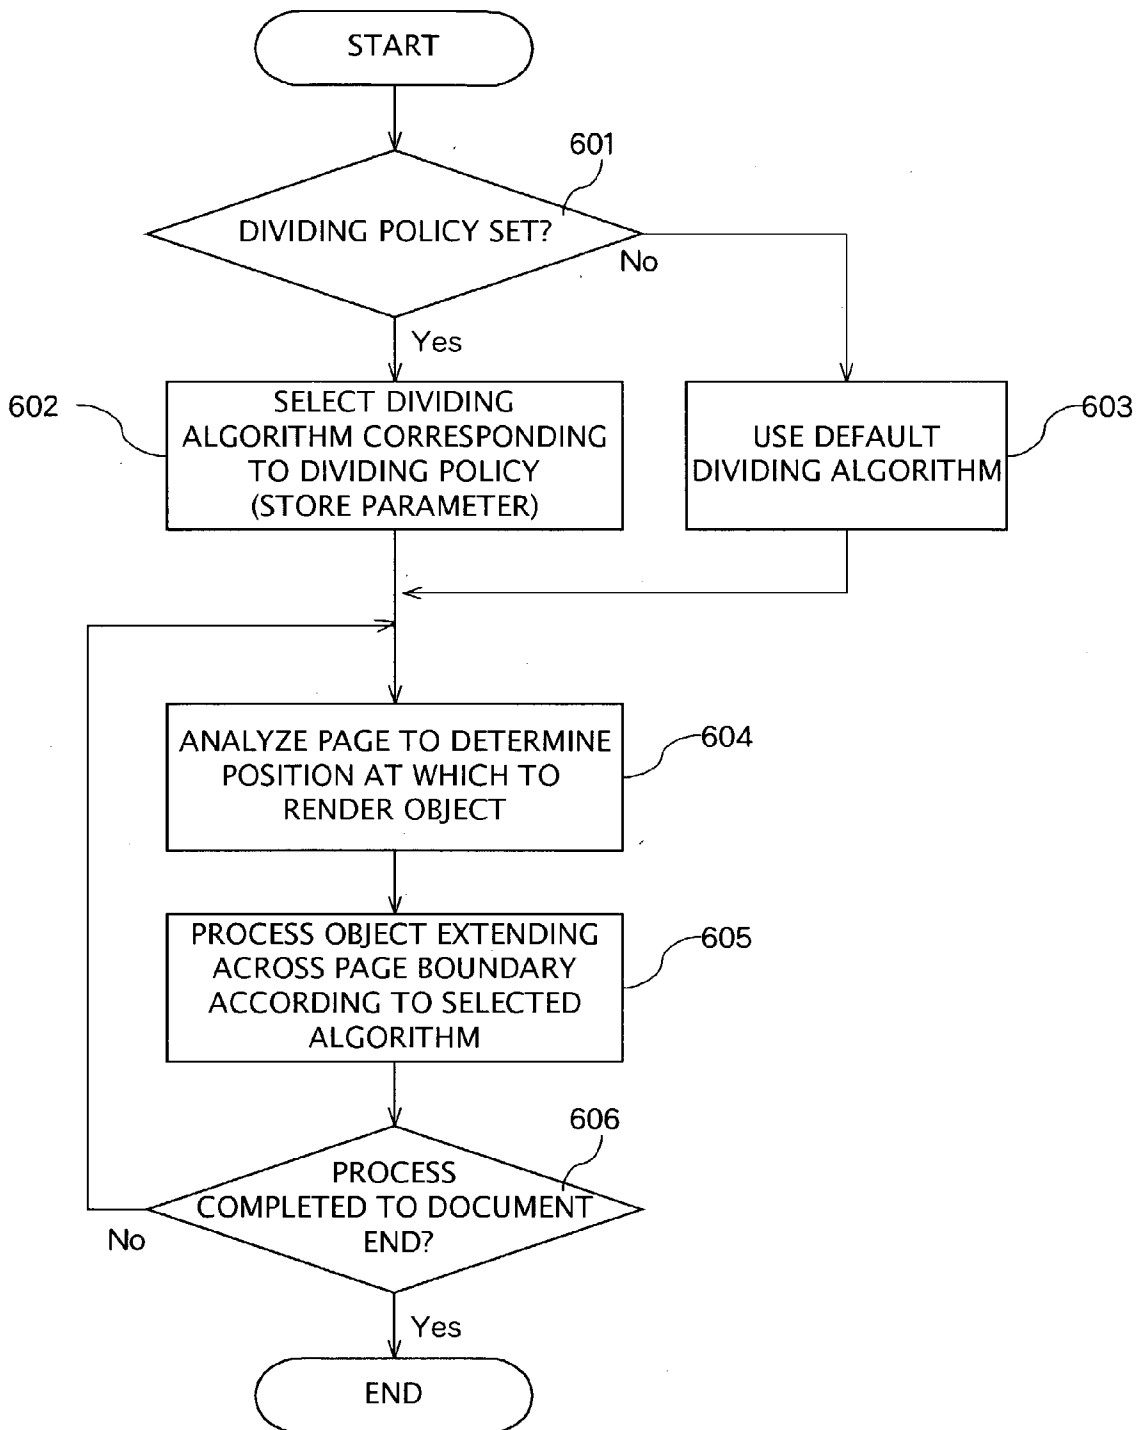 START
601
DIVIDING POLICY SET?
No
Yes
602
SELECT DIVIDING
ALGORITHM CORRESPONDING
TO DIVIDING POLICY
(STORE PARAMETER)
603
USE DEFAULT
DIVIDING ALGORITHM
604
ANALYZE PAGE TO DETERMINE
POSITION AT WHICH TO
RENDER OBJECT
605
PROCESS OBJECT EXTENDING
ACROSS PAGE BOUNDARY
ACCORDING TO SELECTED
ALGORITHM
606
PROCESS
COMPLETED TO DOCUMENT
END?
No
Yes
END